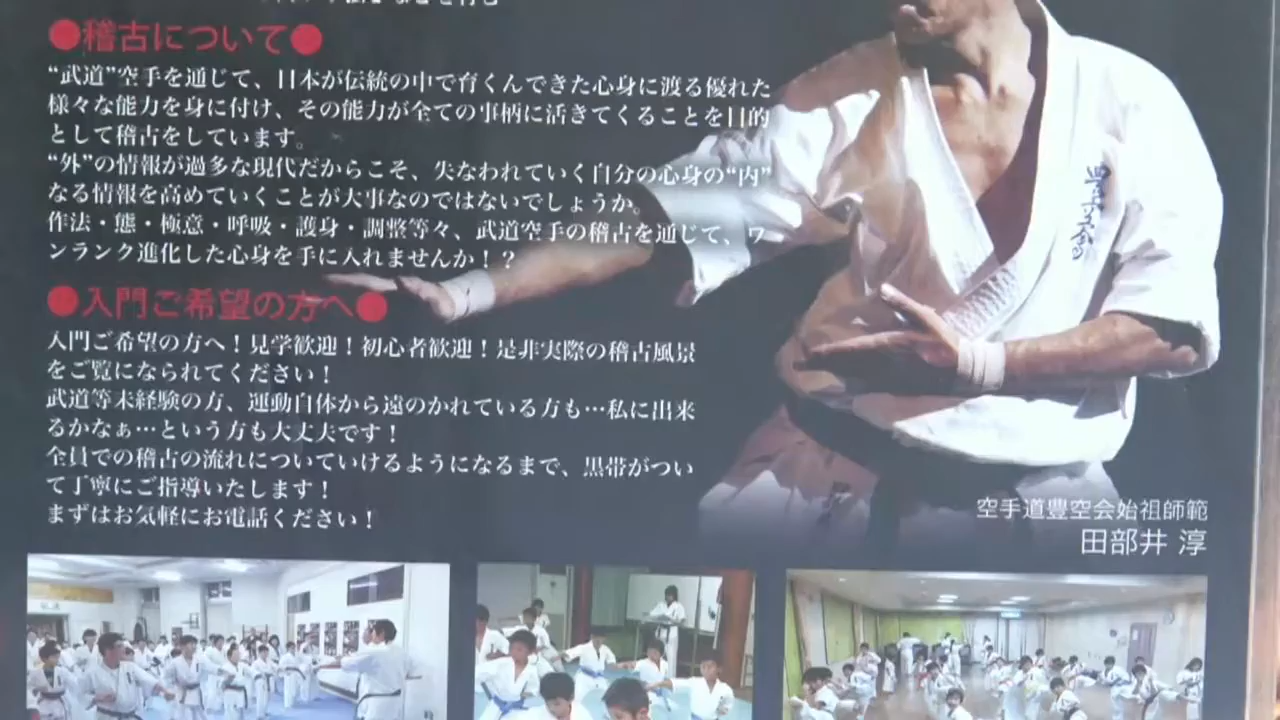 ●稽古について●
“武道”空手を通じて、日本が伝統の中で育くんできた心身に渡る優れた
様々な能力を身に付け、その能力が全ての事柄に活きてくることを目的
として稽古をしています。
“外”の情報が過多な現代だからこそ、失なわれていく自分の心身の“内”
なる情報を高めていくことが大事なのではないでしょうか。
作法・態・極意・呼吸・護身・調整等々、武道空手の稽古を通じて、ワ
ンランク進化した心身を手に入れませんか！？
●入門ご希望の方へ●
入門ご希望の方へ！見学歓迎！初心者歓迎！是非実際の稽古風景
をご覧になられてください！
武道等未経験の方、運動自体から遠のかれている方も…私に出来
るかなぁ…という方も大丈夫です！
全員での稽古の流れについていけるようになるまで、黒帯がつい
て丁寧にご指導いたします！
まずはお気軽にお電話ください！
豊空会
空手道豊空会始祖師範
田部井 淳